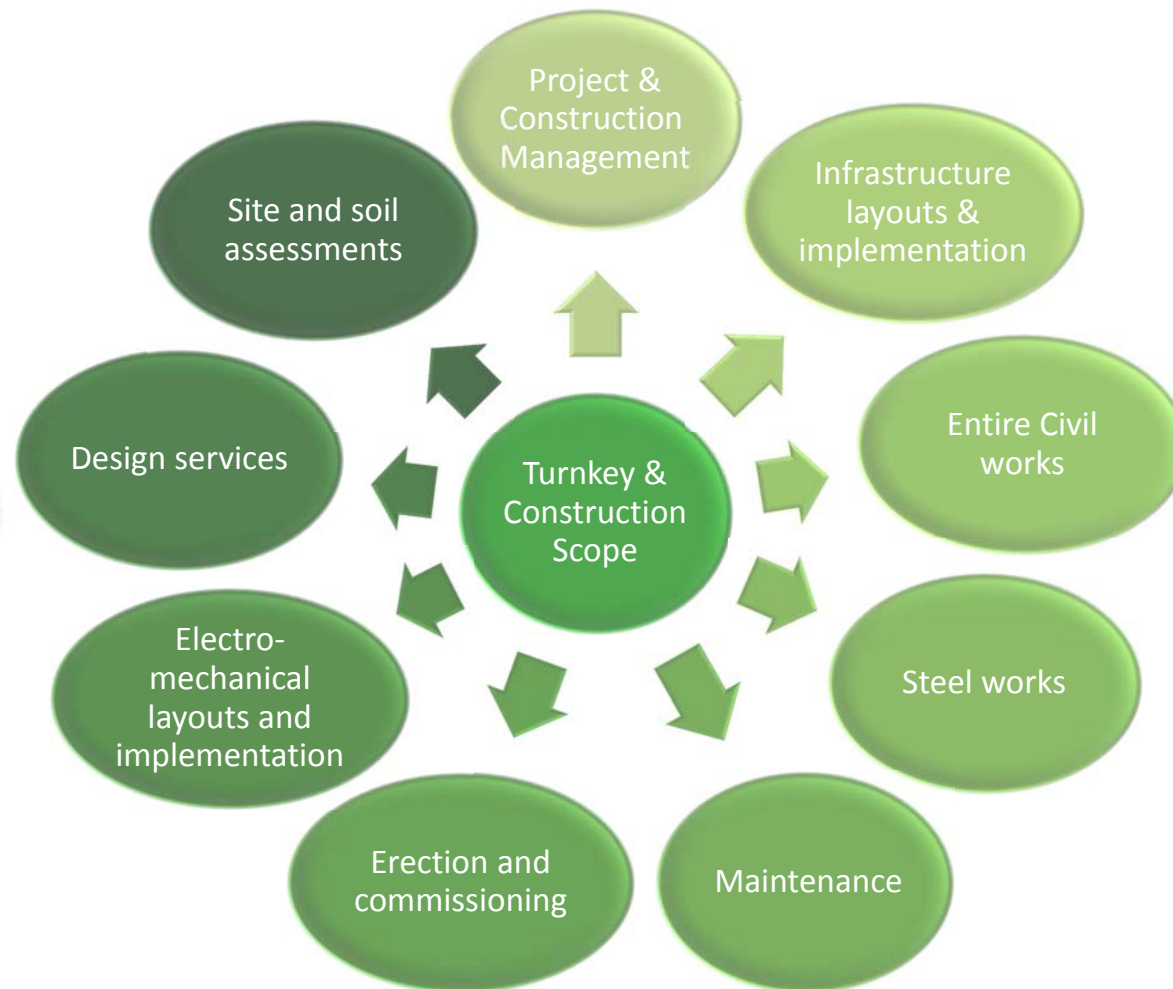 Project &
Construction
Management
Infrastructure
layouts &
implementation
Entire Civil
works
Steel works
Maintenance
Erection and
commissioning
Electro-
mechanical
layouts and
implementation
Design services
Site and soil
assessments
Turnkey &
Construction
Scope